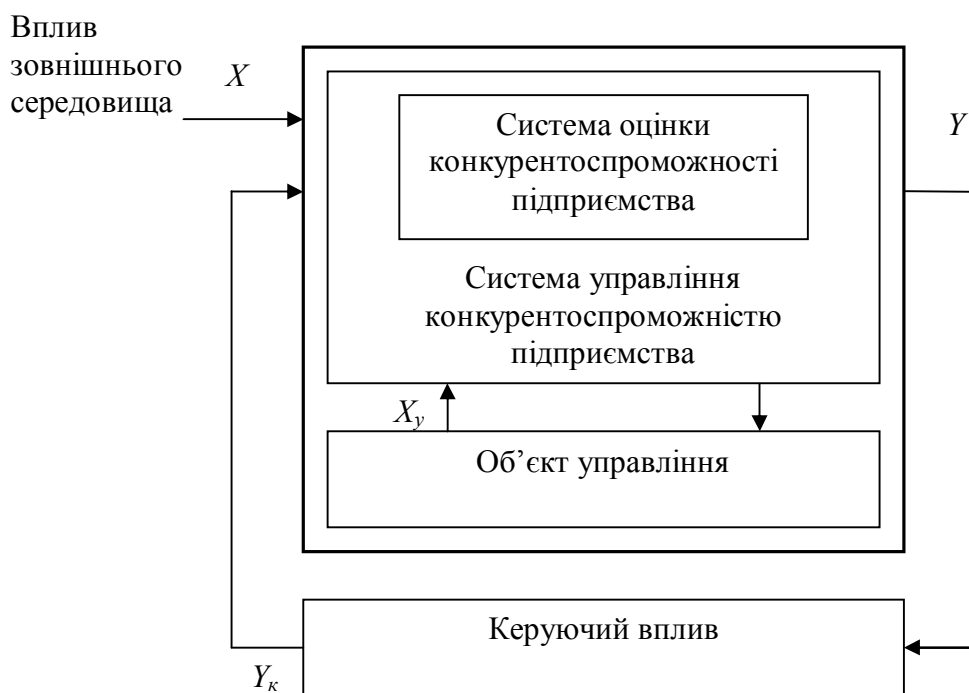 Вплив
зовнішнього
середовища
X
Система оцінки
конкурентоспроможності
підприємства
Y
Система управління
конкурентоспроможністю
підприємства
Xу
Об’єкт управління
Керуючий вплив
Yк